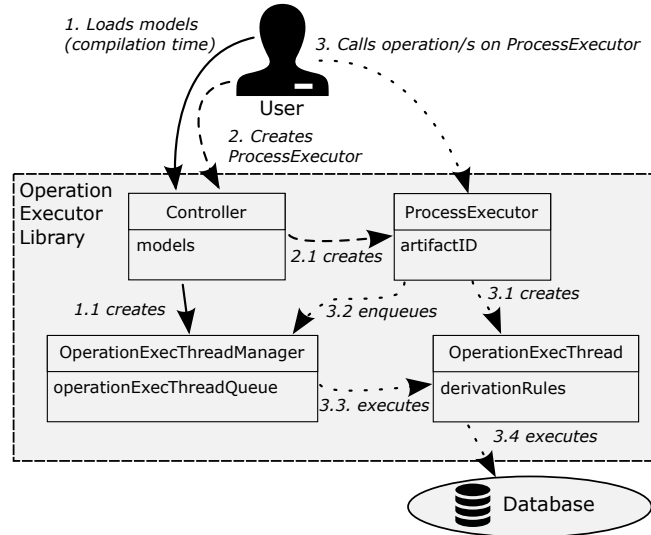 1. Loads models
(compilation time)
3. Calls operation/s on ProcessExecutor
User
2. Creates
ProcessExecutor
Operation
Executor
Library
Controller
models
ProcessExecutor
artifactID
2.1 creates
1.1 creates
3.2 enqueues
3.1 creates
OperationExecThreadManager
operationExecThreadQueue
OperationExecThread
derivationRules
3.3. executes
3.4 executes
Database